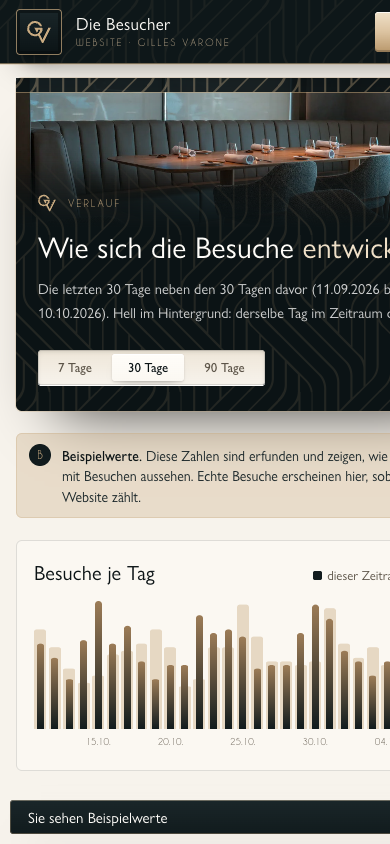 GV
Die Besucher
WEBSITE · GILLES VARONE
GV VERLAUF
Wie sich die Besuche entwick
Die letzten 30 Tage neben den 30 Tagen davor (11.09.2026 b
10.10.2026). Hell im Hintergrund: derselbe Tag im Zeitraum d
7 Tage 30 Tage 90 Tage
B Beispielwerte. Diese Zahlen sind erfunden und zeigen, wie
mit Besuchen aussehen. Echte Besuche erscheinen hier, sob
Website zählt.
Besuche je Tag
dieser Zeitra
15.10. 20.10. 25.10. 30.10. 04.
Sie sehen Beispielwerte